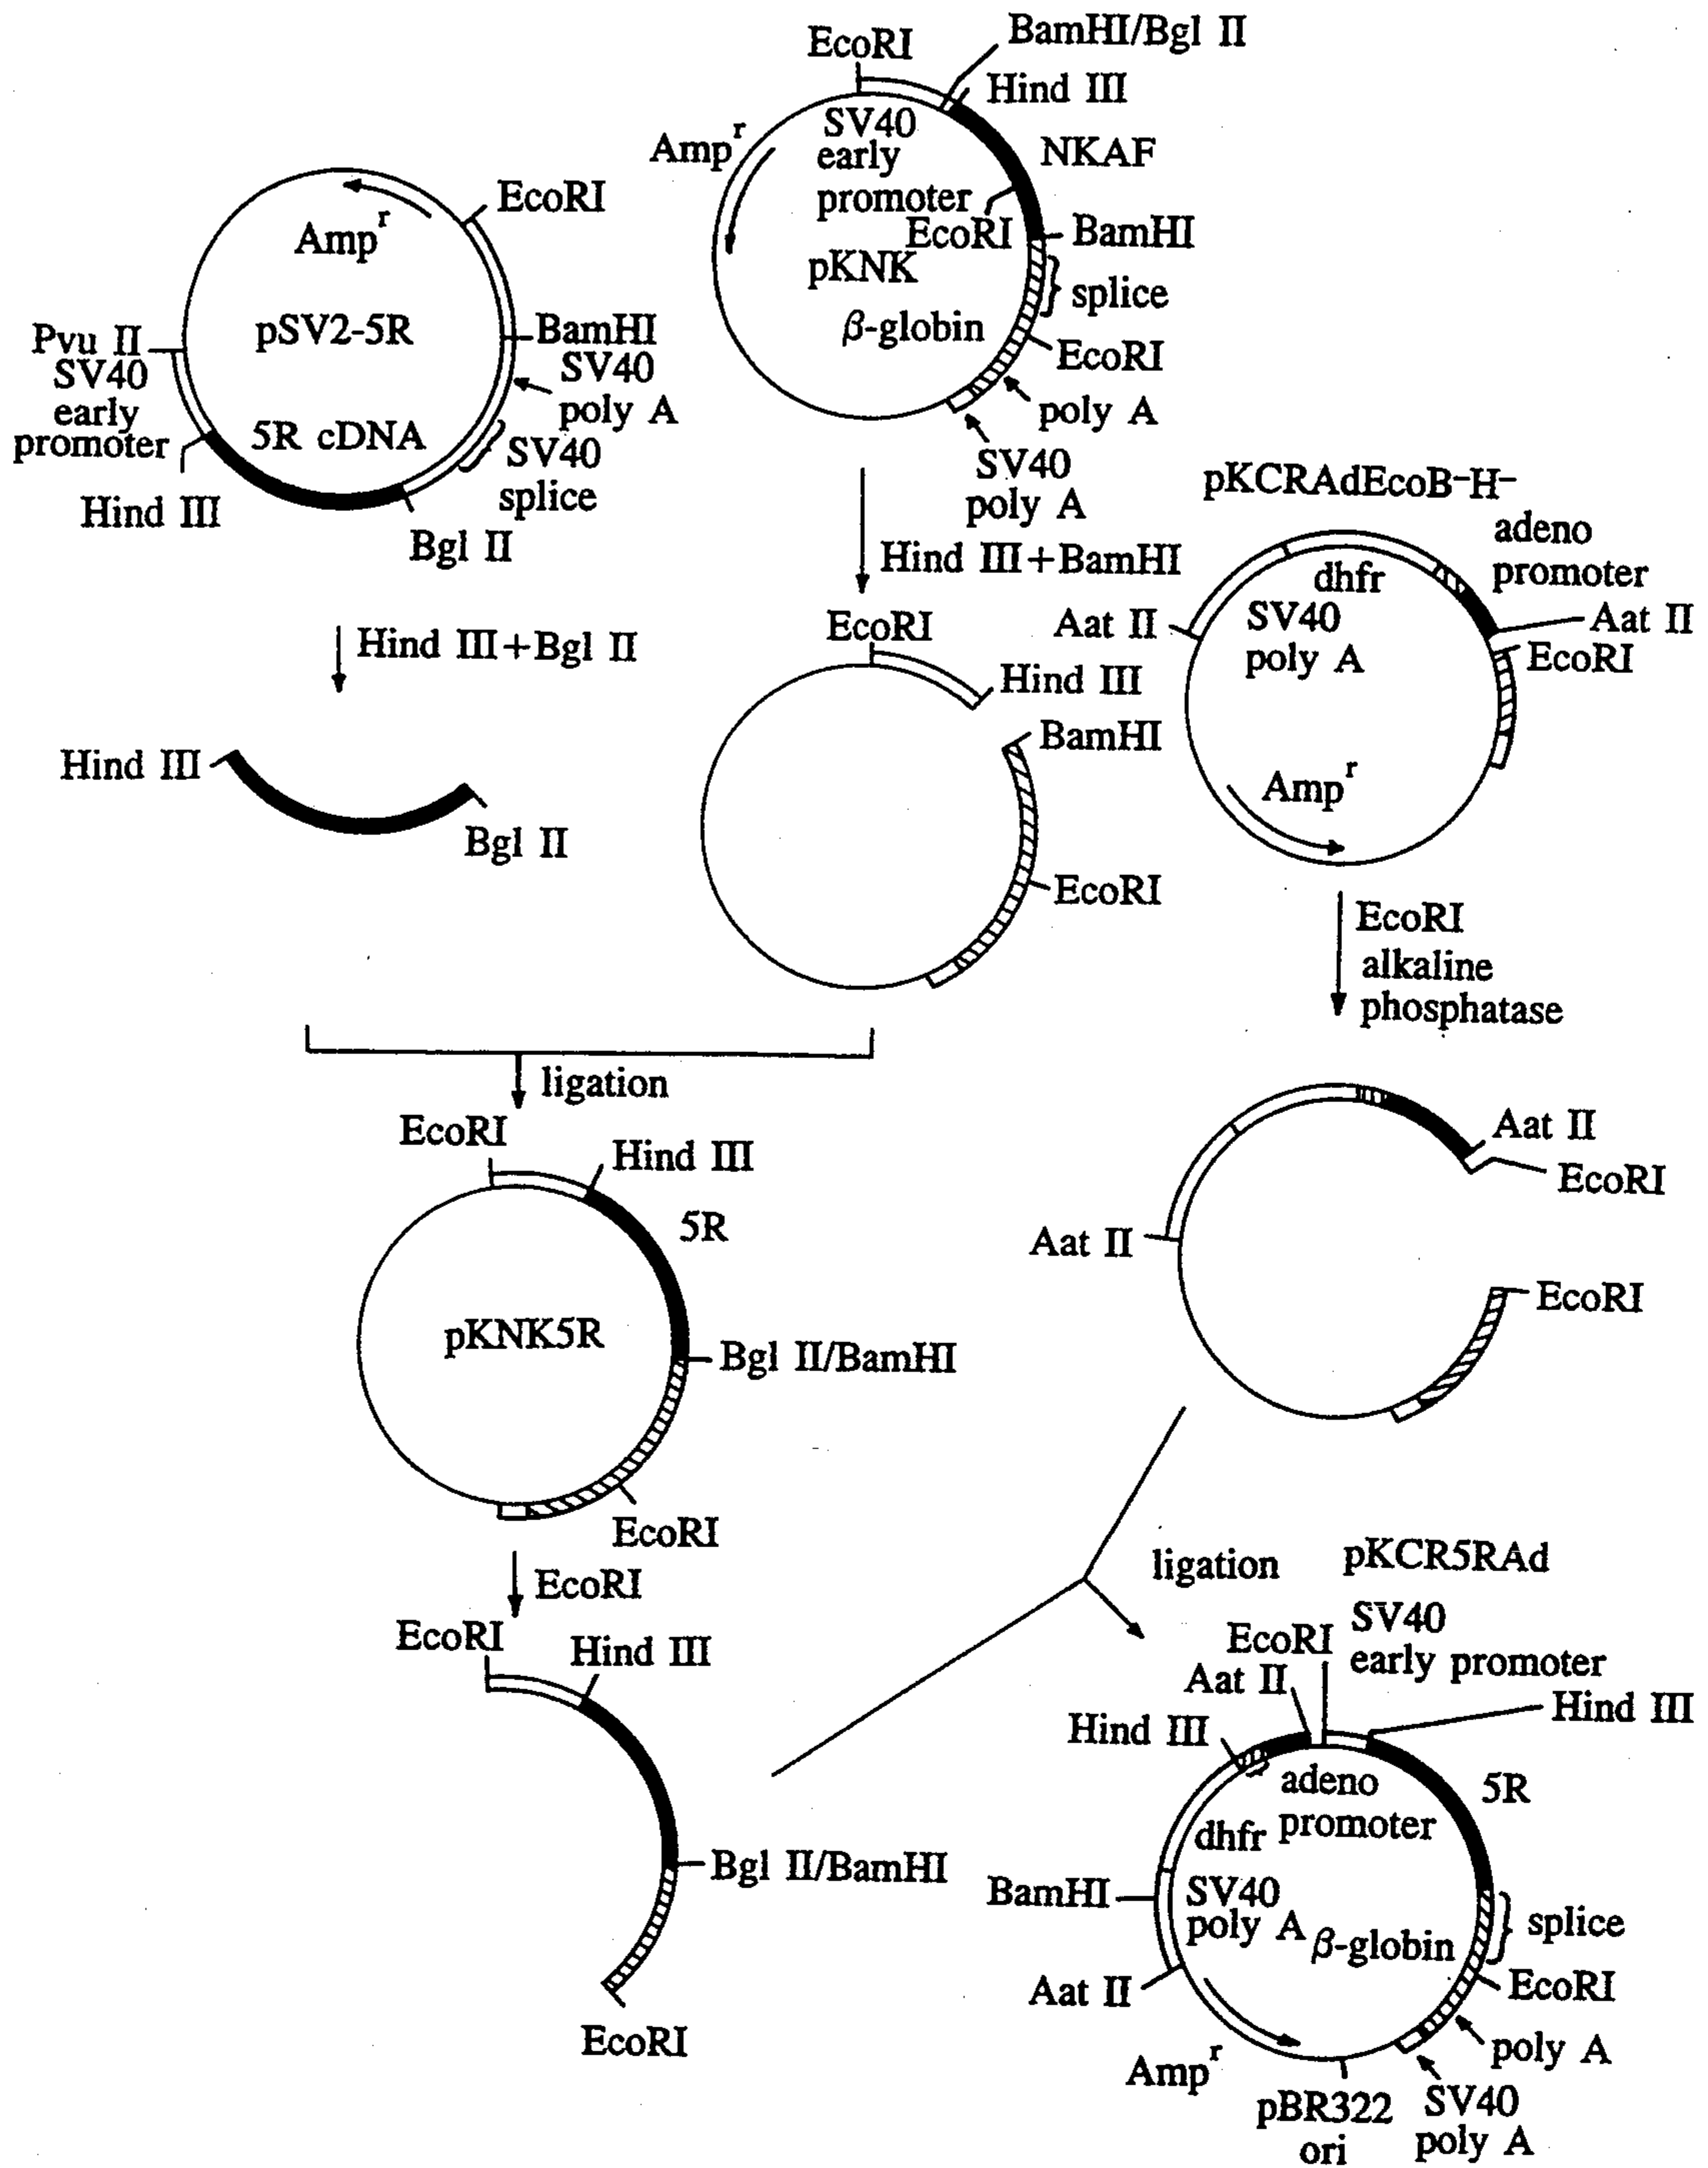 EcoRI
BamHI/Bgl II
Hind III
Amp^r
SV40
early
promoter
NKAF
EcoRI
BamHI
pKNK
splice
β-globin
EcoRI
poly A
SV40
poly A
Amp^r
EcoRI
Pvu II
pSV2-5R
BamHI
SV40
early
promoter
SV40
poly A
5R cDNA
SV40
splice
Hind III
Bgl II
Hind III+BamHI
pKCRAdEcoB⁻H⁻
adeno
promoter
dhfr
Aat II
SV40
poly A
Aat II
EcoRI
Amp^r
Hind III+Bgl II
EcoRI
Hind III
BamHI
Hind III
Bgl II
EcoRI
EcoRI
alkaline
phosphatase
ligation
EcoRI
Hind III
5R
pKNK5R
Bgl II/BamHI
EcoRI
Aat II
EcoRI
Aat II
EcoRI
EcoRI
EcoRI
Hind III
Bgl II/BamHI
EcoRI
ligation
pKCR5RAd
EcoRI
SV40
early promoter
Aat II
Hind III
Hind III
adeno
promoter
5R
dhfr
BamHI
SV40
poly A
β-globin
splice
Aat II
EcoRI
Amp^r
poly A
pBR322
ori
SV40
poly A